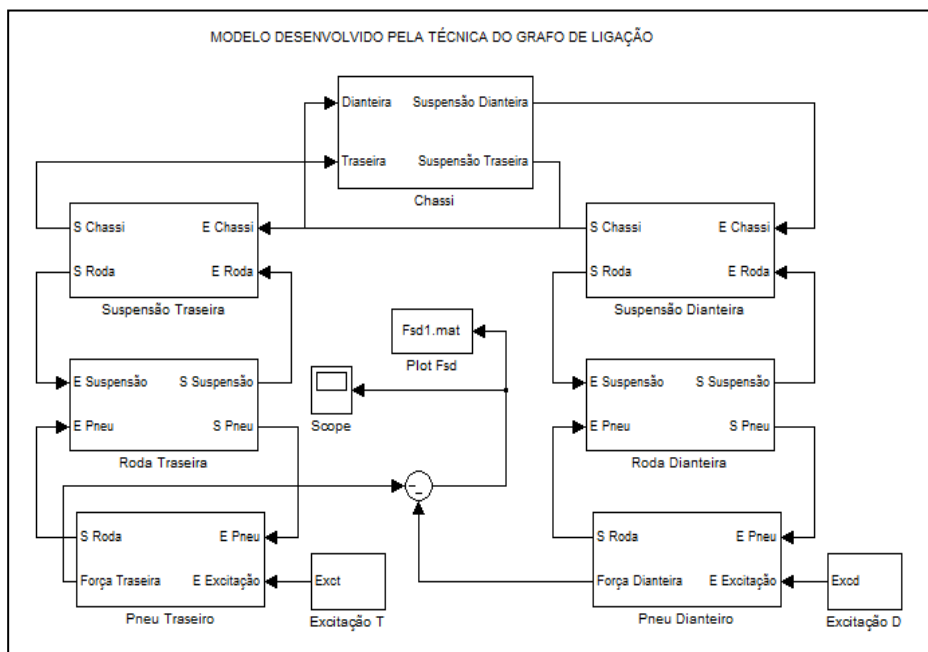 MODELO DESENVOLVIDO PELA TÉCNICA DO GRAFO DE LIGAÇÃO
Dianteira
Suspensão Dianteira
Traseira
Suspensão Traseira
Chassi
S Chassi
E Chassi
S Roda
E Roda
Suspensão Traseira
S Chassi
E Chassi
S Roda
E Roda
Suspensão Dianteira
Fsd1.mat
Plot Fsd
Scope
E Suspensão
S Suspensão
E Pneu
S Pneu
Roda Traseira
E Suspensão
S Suspensão
E Pneu
S Pneu
Roda Dianteira
S Roda
E Pneu
Força Traseira
E Excitação
Pneu Traseiro
Exct
Excitação T
S Roda
E Pneu
Força Dianteira
E Excitação
Pneu Dianteiro
Excd
Excitação D